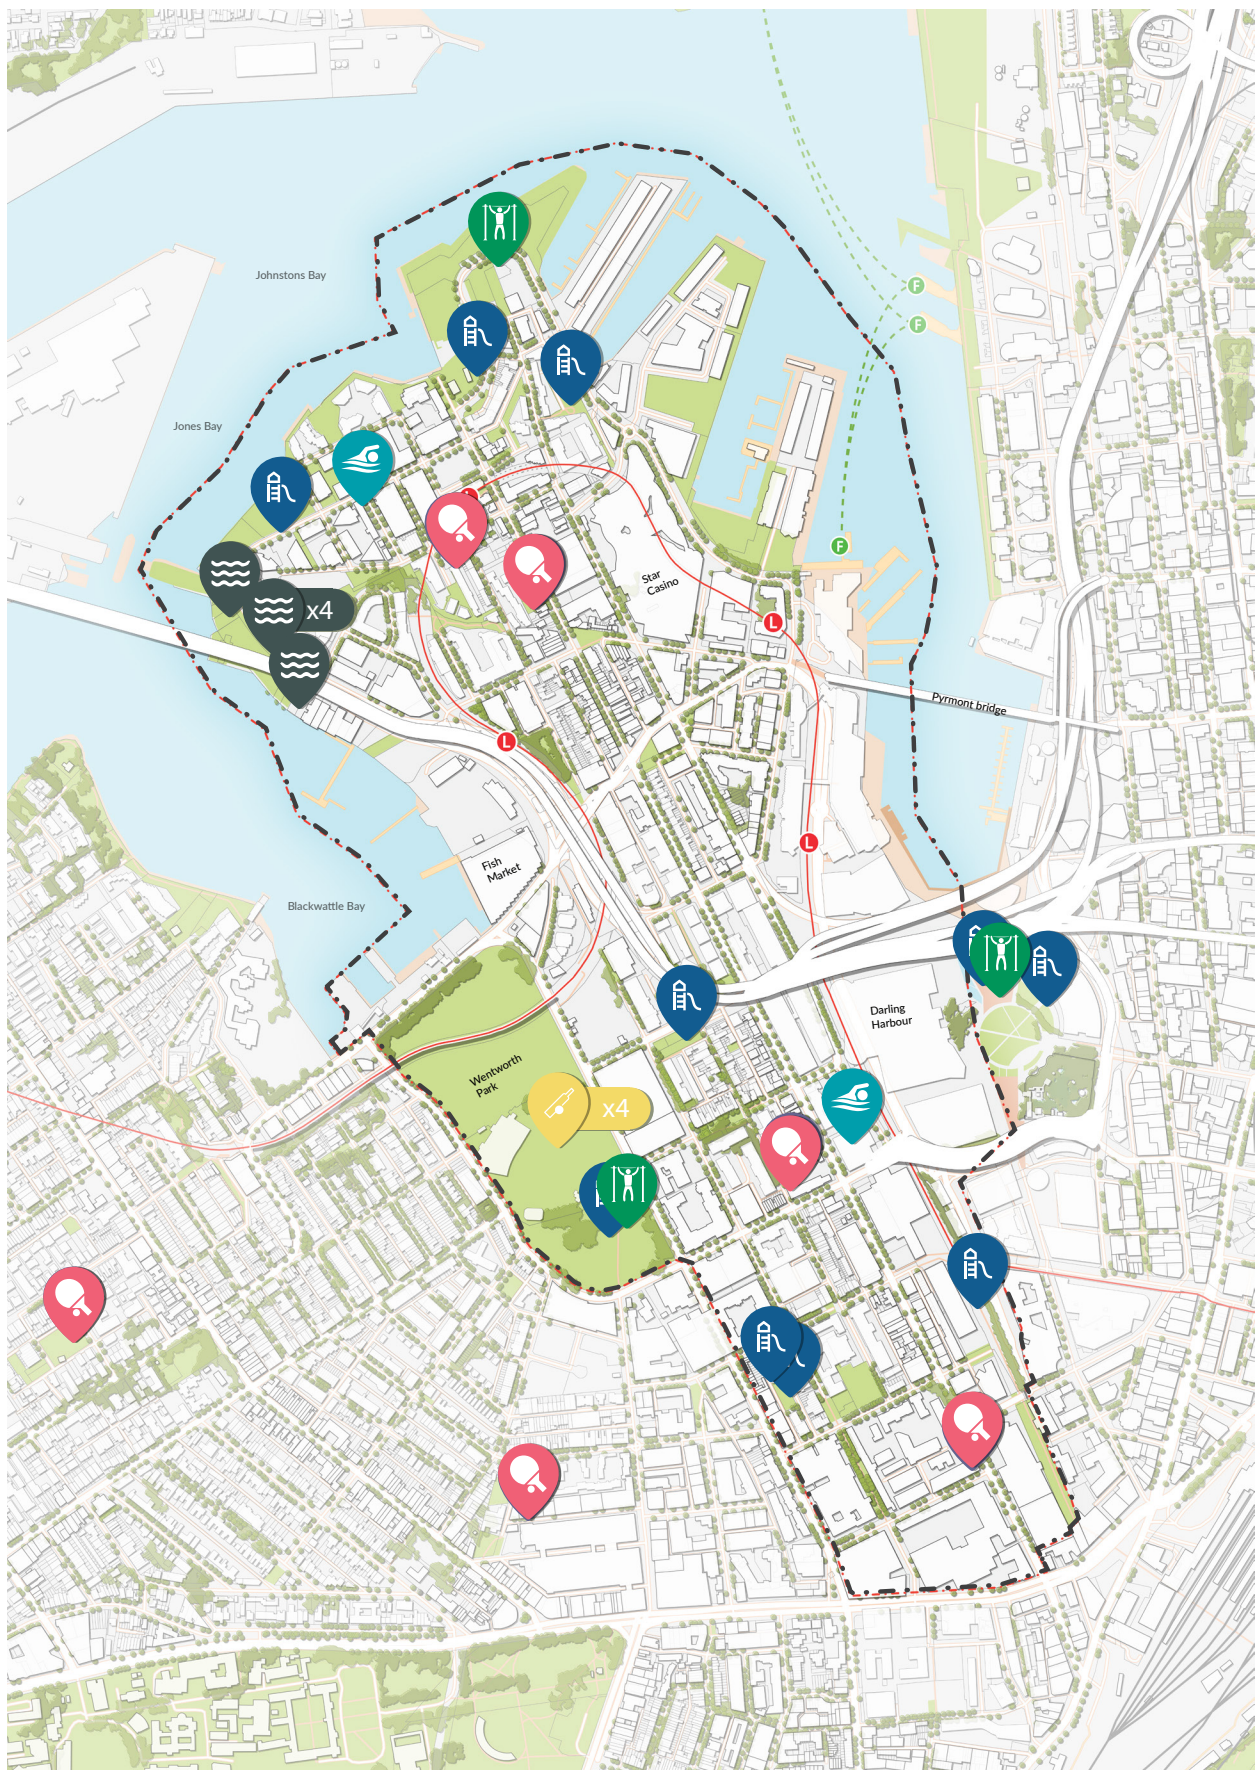 F
Johnstons Bay
F
Jones Bay
F
Star
Casino
x4
L
Pyrmont bridge
L
L
Fish
Market
Blackwattle Bay
Darling
Harbour
Wentworth
Park
x4